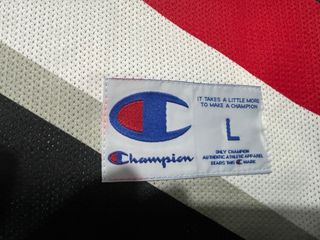 IT TAKES A LITTLE MORE
TO MAKE A CHAMPION
L
Champion
ONLY CHAMPION
AUTHENTIC ATHLETIC APPAREL
BEARS THIS C MARK